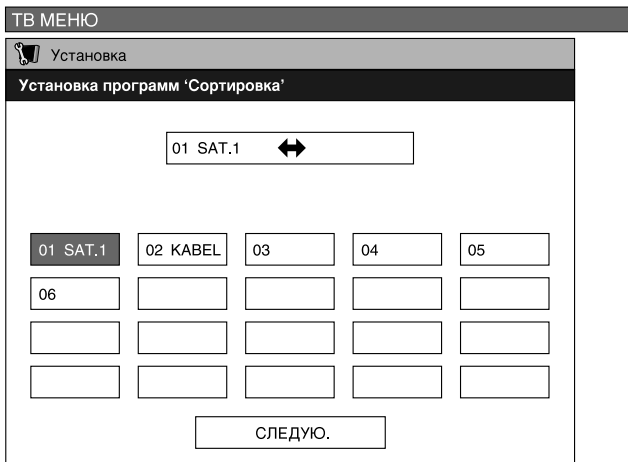 ТВ МЕНЮ
Установка
Установка программ ‘Сортировка’
01 SAT.1
01 SAT.1 02 KABEL 03 04 05
06
СЛЕДУЮ.